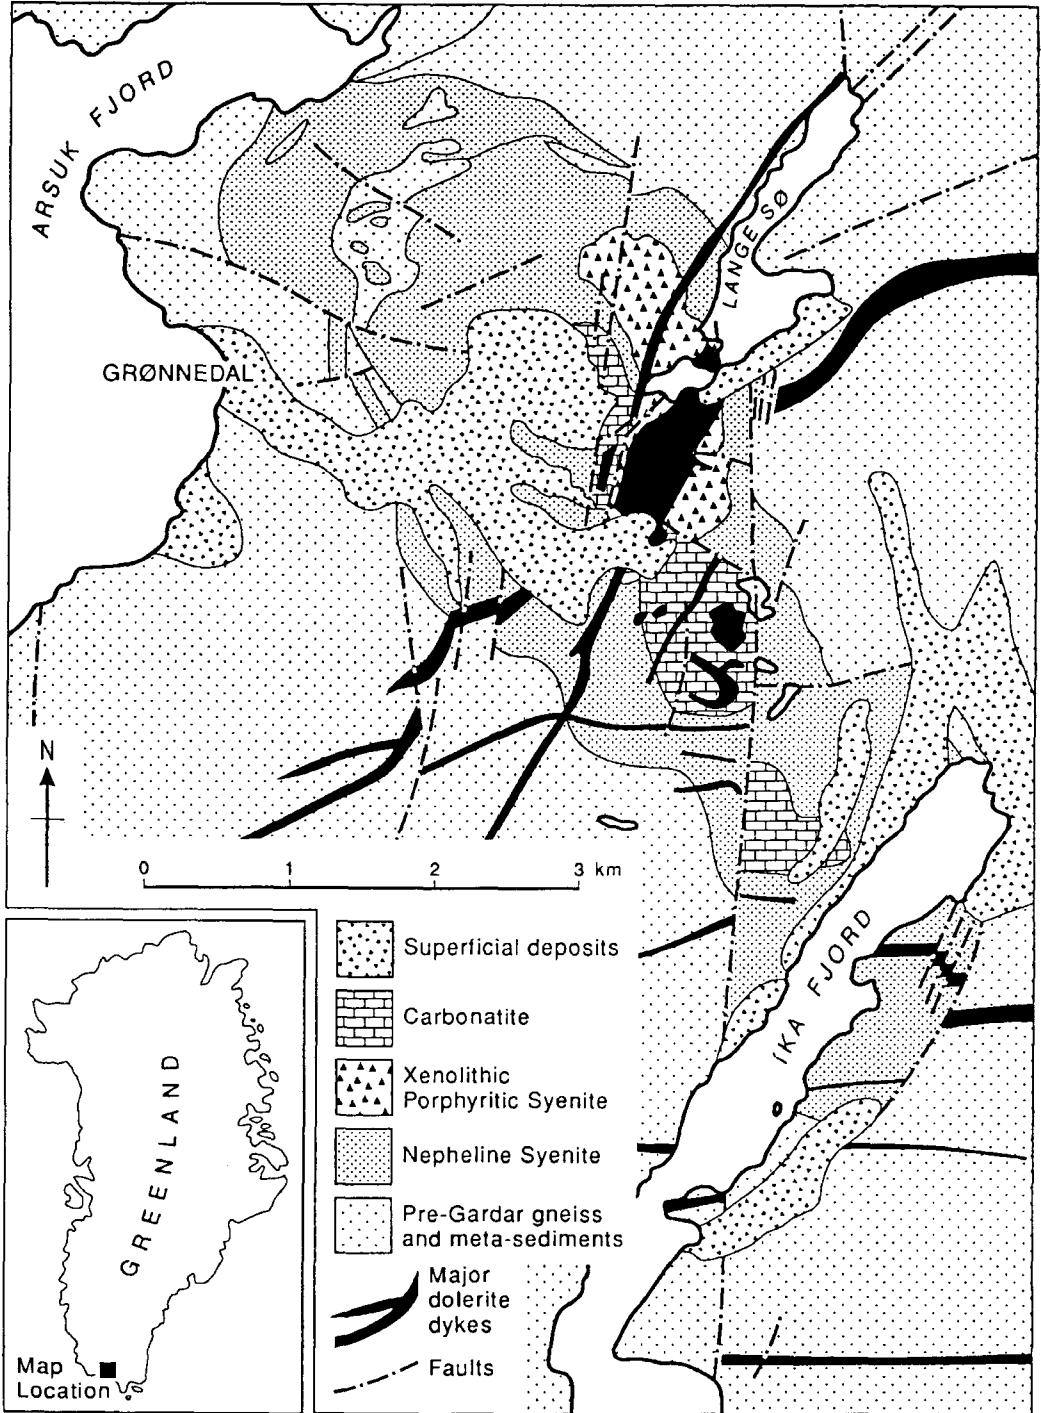 ARSUK FJORD
LANGE SØ
GRØNNEDAL
N
0 1 2 3 km
IKA FJORD
Superficial deposits
Carbonatite
Xenolithic
Porphyritic Syenite
Nepheline Syenite
Pre-Gardar gneiss
and meta-sediments
Major
dolerite
dykes
Faults
GREENLAND
Map
Location